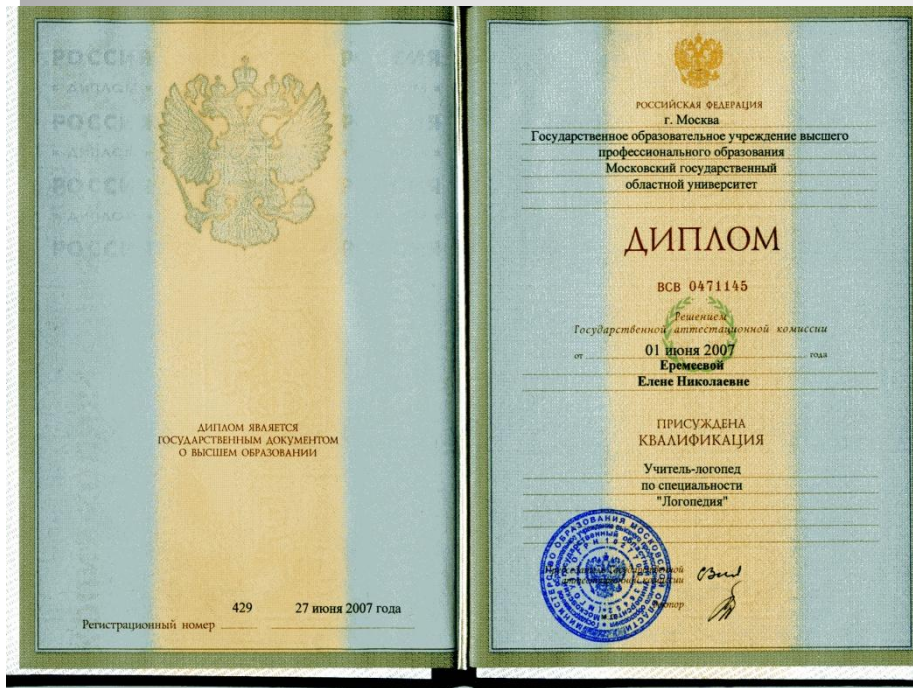 ДИПЛОМ ЯВЛЯЕТСЯ
ГОСУДАРСТВЕННЫМ ДОКУМЕНТОМ
О ВЫСШЕМ ОБРАЗОВАНИИ
429 27 июня 2007 года
Регистрационный номер
РОССИЙСКАЯ ФЕДЕРАЦИЯ
г. Москва
Государственное образовательное учреждение высшего
профессионального образования
Московский государственный
областной университет
ДИПЛОМ
ВСВ 0471145
Решением
Государственной аттестационной комиссии
от 01 июня 2007 года
Еремеевой
Елене Николаевне
ПРИСУЖДЕНА
КВАЛИФИКАЦИЯ
Учитель-логопед
по специальности
"Логопедия"